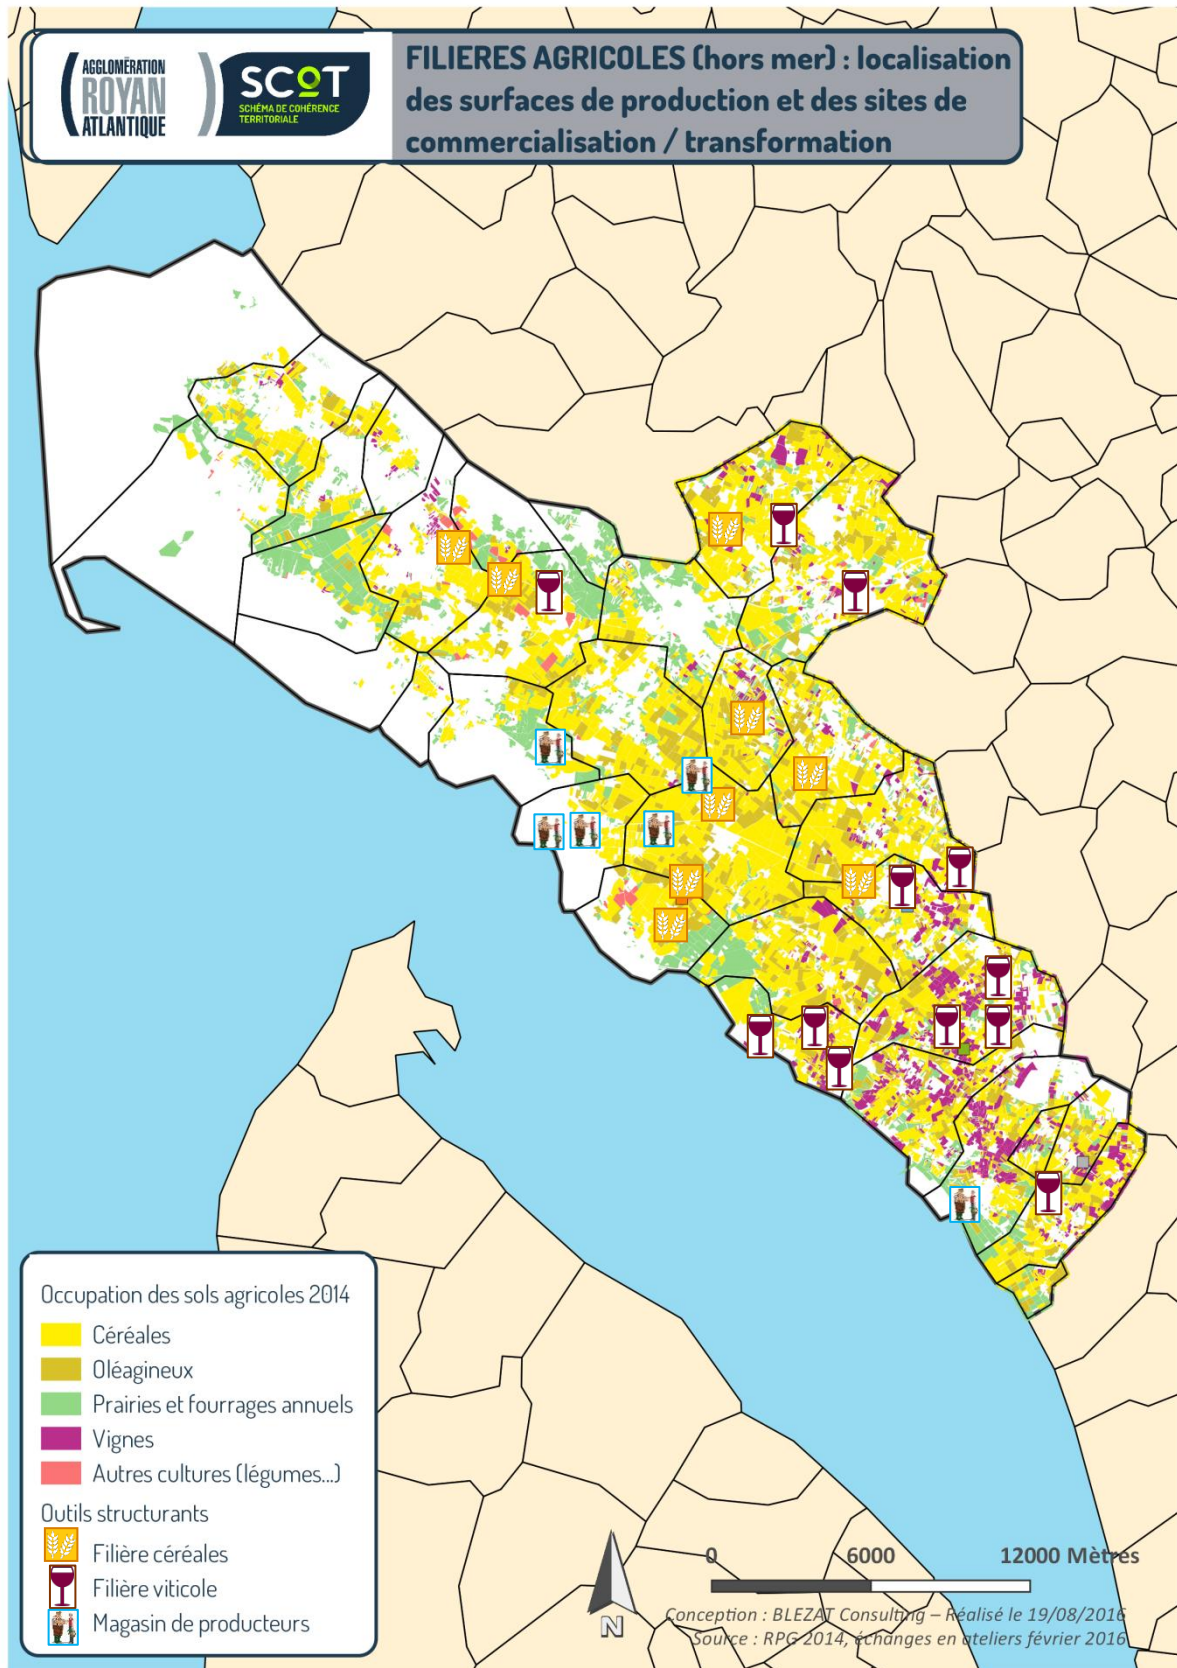 AGGLOMÉRATION
ROYAN
ATLANTIQUE
SCOT
SCHÉMA DE COHÉRENCE
TERRITORIALE
FILIERES AGRICOLES (hors mer) : localisation
des surfaces de production et des sites de
commercialisation / transformation
Occupation des sols agricoles 2014
Céréales
Oléagineux
Prairies et fourrages annuels
Vignes
Autres cultures (légumes...)
Outils structurants
Filière céréales
Filière viticole
Magasin de producteurs
0 6000 12000 Mètres
N
Conception : BLEZAT Consulting – Réalisé le 19/08/2016
Source : RPG 2014, échanges en ateliers février 2016